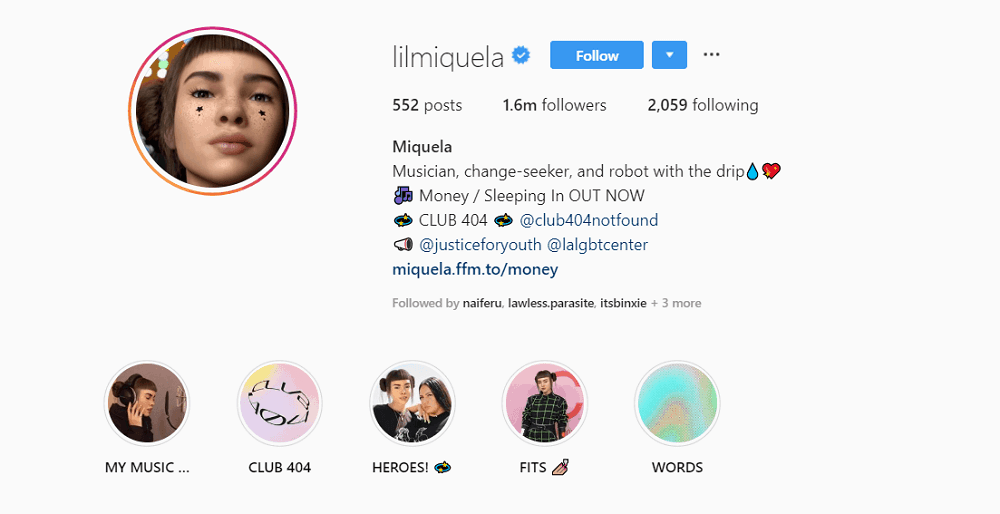 lilmiquela Follow
552 posts 1.6m followers 2,059 following
Miquela
Musician, change-seeker, and robot with the drip💧💖
🎵 Money / Sleeping In OUT NOW
💫 CLUB 404 💫 @club404notfound
📣 @justiceforyouth @lalgbtcenter
miquela.ffm.to/money
Followed by naiferu, lawless.parasite, itsbinxie + 3 more
CLUB 404
MY MUSIC ... CLUB 404 HEROES! 💫 FITS 💅🏼 WORDS